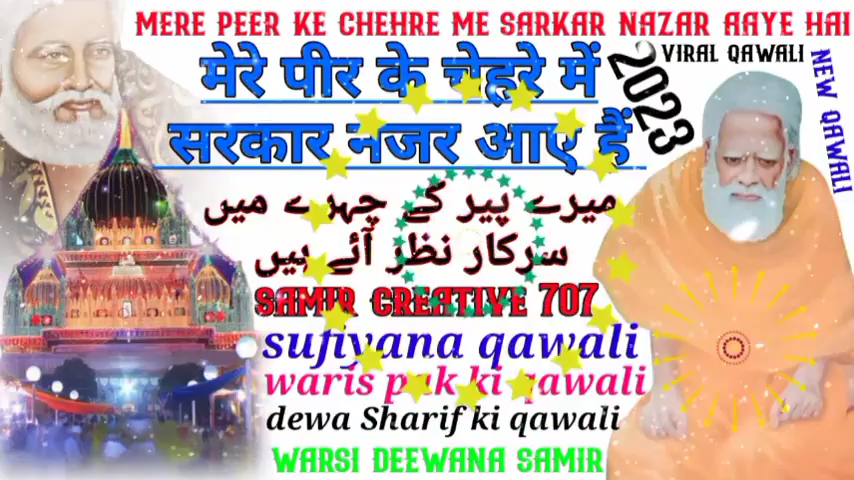 MERE PEER KE CHEHRE ME SARKAR NAZAR AAYE HAI
VIRAL QAWALI
मेरे पीर के चेहरे में
2023
NEW QAWALI
सरकार नजर आए हैं
میرے پیر کے چہرے میں
سرکار نظر آئے ہیں
SAMIR CREATIVE 707
sufiyana qawali
waris pak ki qawali
dewa Sharif ki qawali
WARSI DEEWANA SAMIR